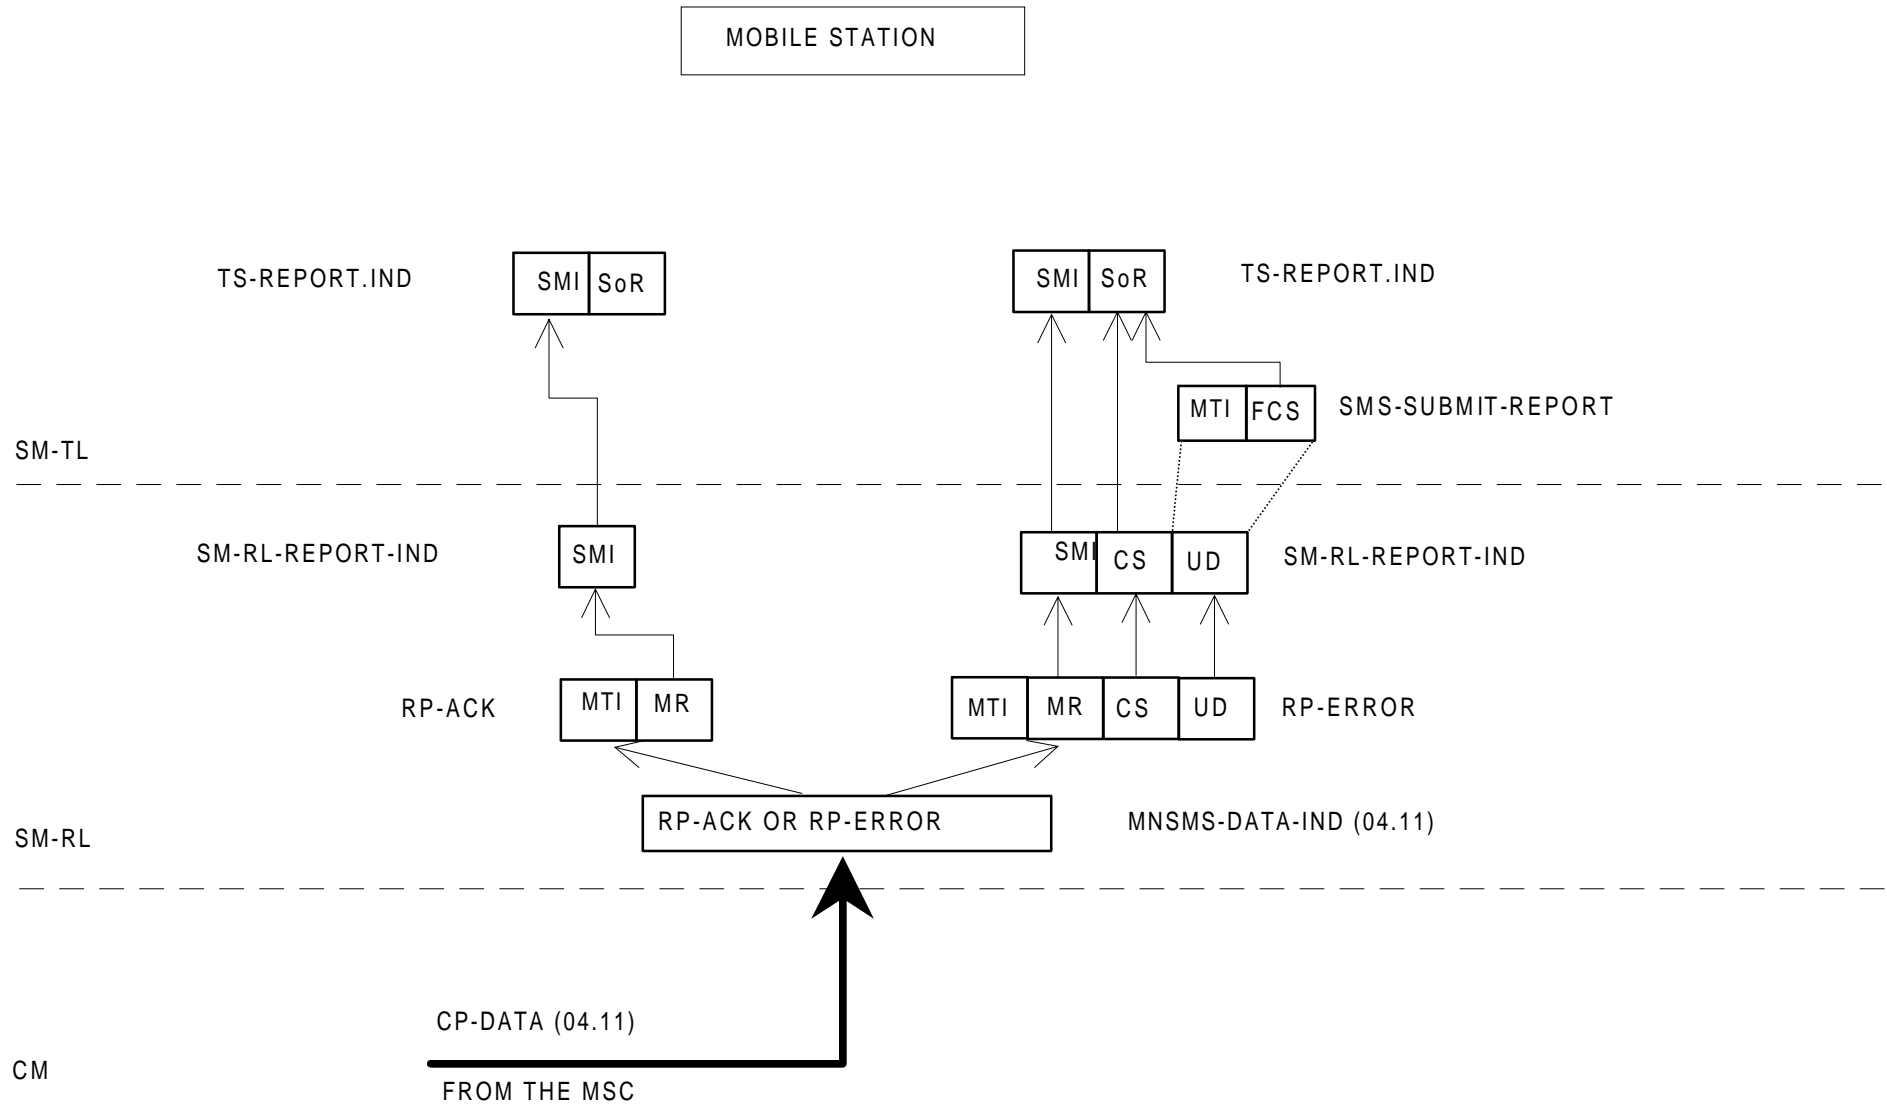 MOBILE STATION
TS-REPORT.IND SMI SoR SMI SoR TS-REPORT.IND
MTI FCS SMS-SUBMIT-REPORT
SM-TL
SM-RL-REPORT-IND SMI SMI CS UD SM-RL-REPORT-IND
RP-ACK MTI MR MTI MR CS UD RP-ERROR
RP-ACK OR RP-ERROR MNSMS-DATA-IND (04.11)
SM-RL
CP-DATA (04.11)
CM
FROM THE MSC